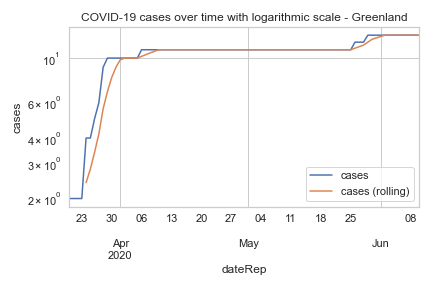 COVID-19 cases over time with logarithmic scale - Greenland
cases
10¹
6 × 10⁰
4 × 10⁰
3 × 10⁰
2 × 10⁰
cases
cases (rolling)
23 30 06 13 20 27 04 11 18 25 08
Apr May Jun
2020
dateRep